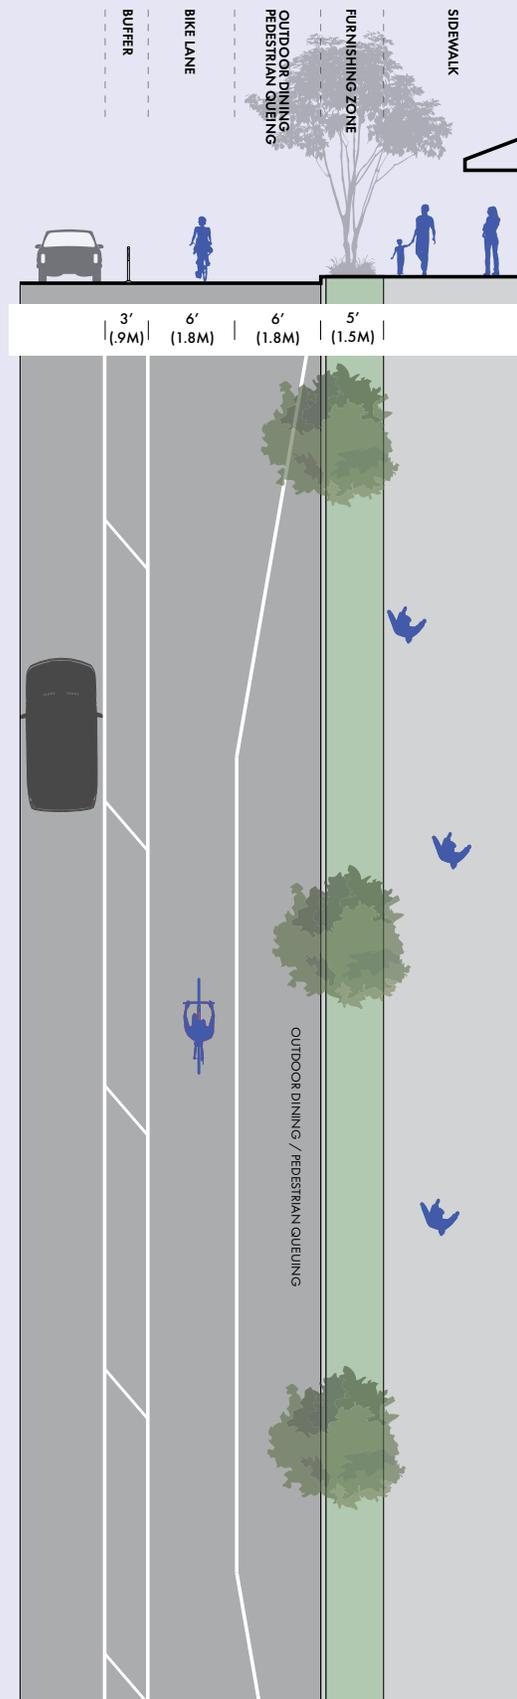 BUFFER
BIKE LANE
OUTDOOR DINING
PEDESTRIAN QUEING
FURNISHING ZONE
SIDEWALK
3’
(.9M)
6’
(1.8M)
6’
(1.8M)
5’
(1.5M)
OUTDOOR DINING / PEDESTRIAN QUEUING